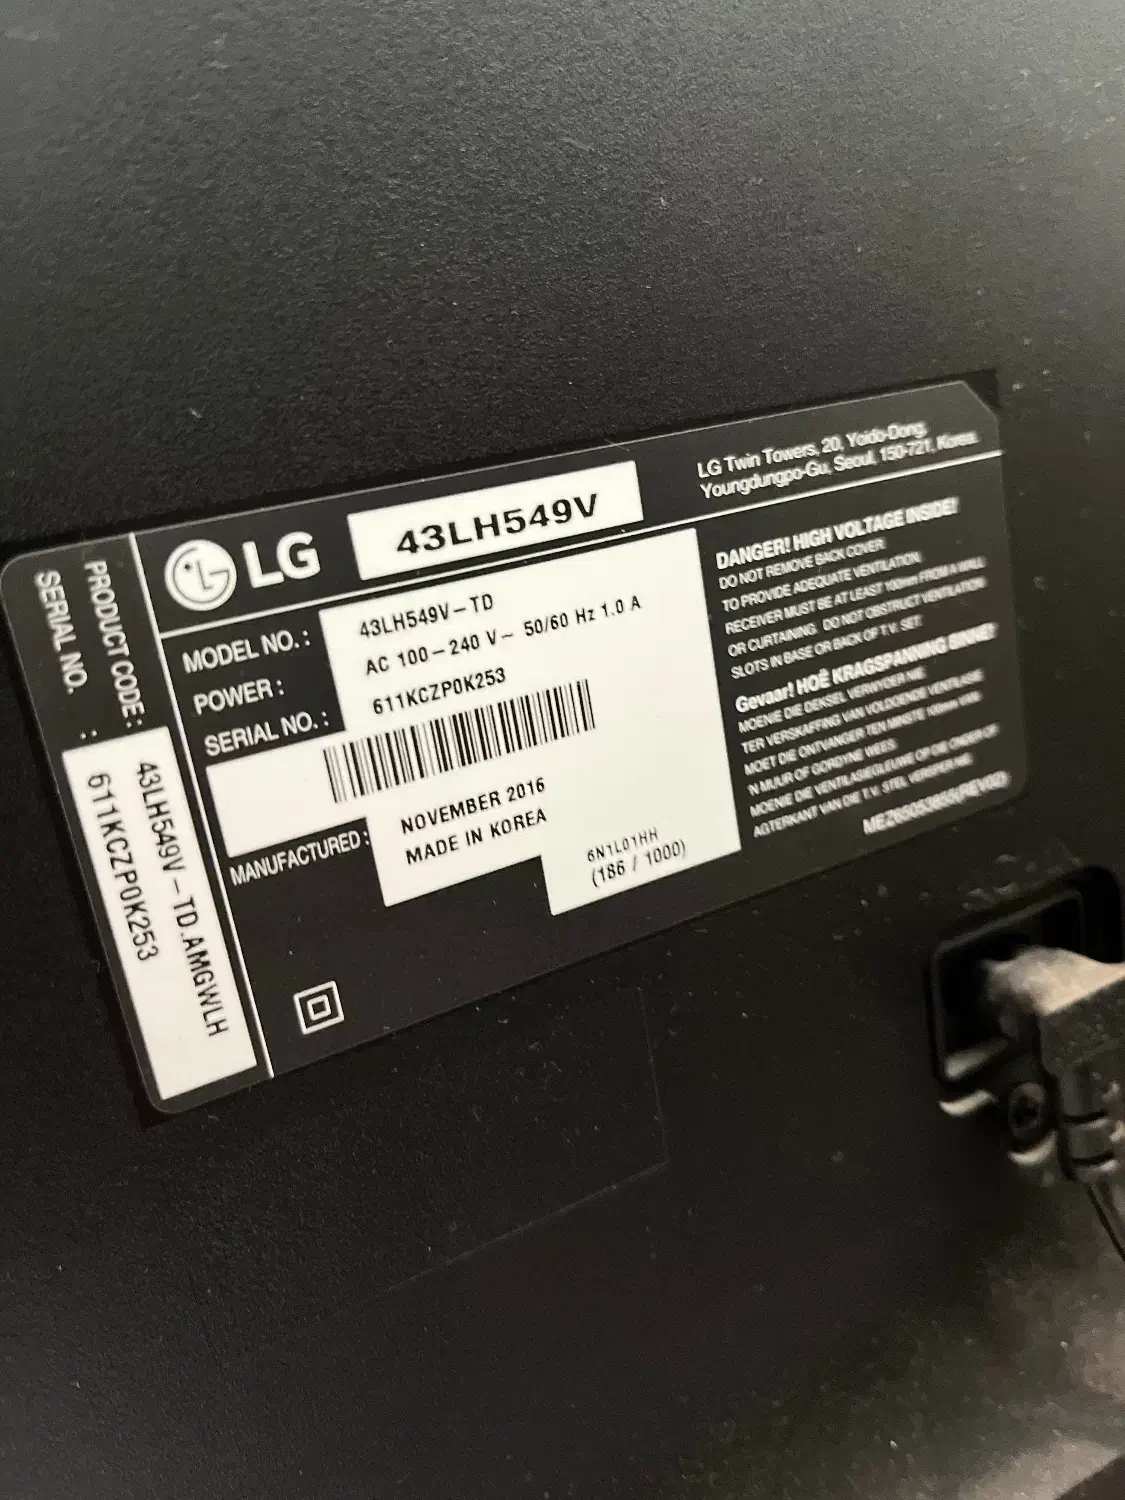 LG
43LH549V
LG Twin Towers, 20, Yoido-Dong,
Youngdungpo-Gu, Seoul, 150-721, Korea.
MODEL NO. :
43LH549V-TD
POWER :
AC 100-240 V~ 50/60 Hz 1.0 A
SERIAL NO. :
611KCZP0K253
MANUFACTURED :
NOVEMBER 2016
MADE IN KOREA
6N1L01HH
(186 / 1000)
DANGER! HIGH VOLTAGE INSIDE!
DO NOT REMOVE BACK COVER.
TO PROVIDE ADEQUATE VENTILATION,
RECEIVER MUST BE AT LEAST 100mm FROM A WALL
OR CURTAINING. DO NOT OBSTRUCT VENTILATION
SLOTS IN BASE OR BACK OF T.V. SET.
Gevaar! HOË KRAGSPANNING BINNE!
MOENIE DIE DEKSEL VERWYDER NIE.
TER VERSKAFFING VAN VOLDOENDE VENTILASIE
MOET DIE ONTVANGER TEN MINSTE 100mm VAN
'N MUUR OF GORDYNE WEES.
MOENIE DIE VENTILASIEGLEUWE OP DIE ONDER OF
AGTERKANT VAN DIE T.V. STEL VERSPER NIE.
MEZ65053855(REV02)
PRODUCT CODE :
43LH549V-TD.AMGWLH
SERIAL NO. :
611KCZP0K253